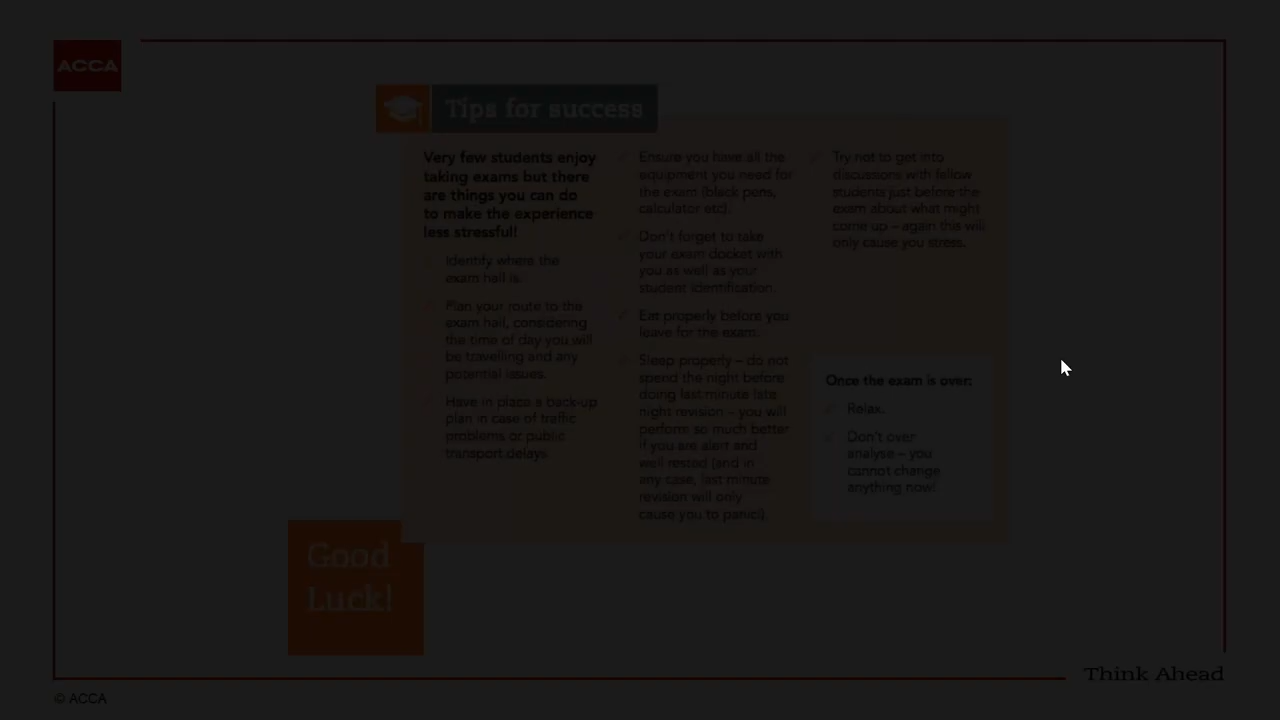 ACCA
Tips for success
Very few students enjoy
taking exams but there
are things you can do
to make the experience
less stressful!
Identify where the
exam hall is.
Plan your route to the
exam hall, considering
the time of day you will
be travelling and any
potential issues.
Have in place a back-up
plan in case of traffic
problems or public
transport delays.
Ensure you have all the
equipment you need for
the exam (black pens,
calculator etc).
Don't forget to take
your exam docket with
you as well as your
student identification.
Eat properly before you
leave for the exam.
Sleep properly – do not
spend the night before
doing last minute late
night revision – you will
perform so much better
if you are alert and
well rested (and in
any case, last minute
revision will only
cause you to panic!).
Try not to get into
discussions with fellow
students just before the
exam about what might
come up – again this will
only cause you stress.
Once the exam is over:
Relax.
Don't over
analyse – you
cannot change
anything now!
Good
Luck!
Think Ahead
© ACCA